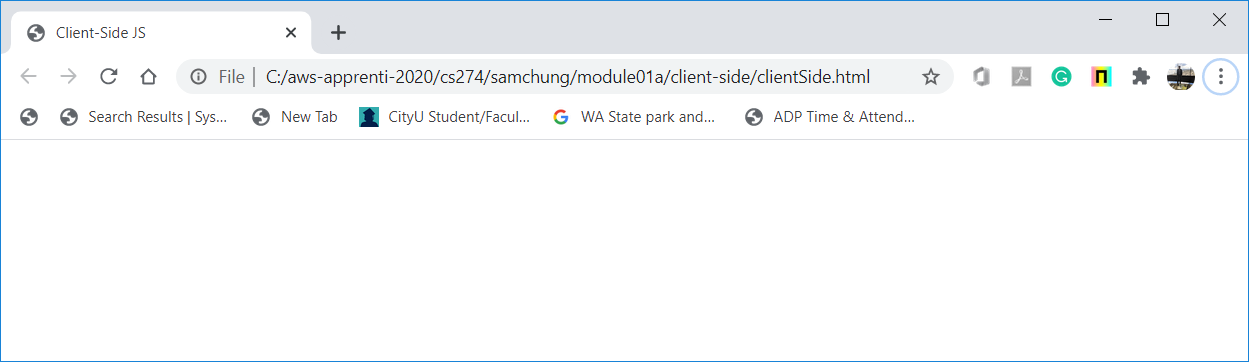 Client-Side JS
File | C:/aws-apprenti-2020/cs274/samchung/module01a/client-side/clientSide.html
Search Results | Sys... New Tab CityU Student/Facul... WA State park and... ADP Time & Attend...